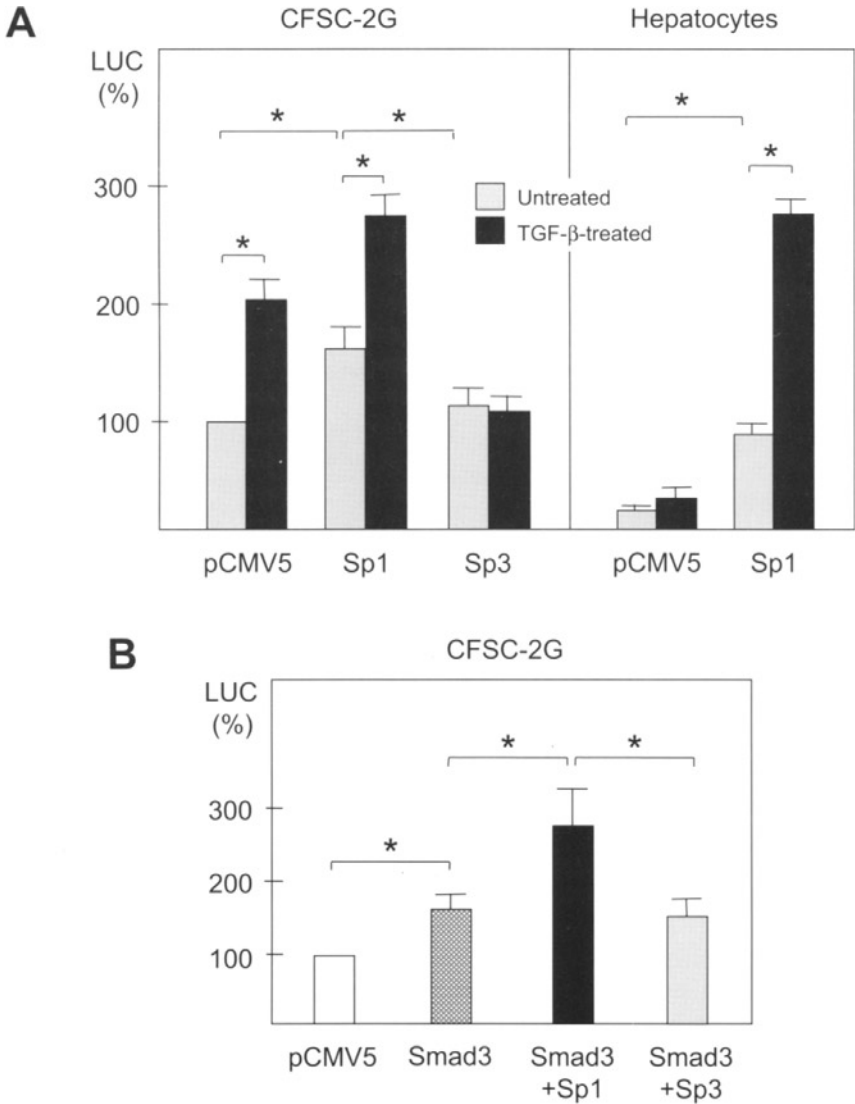 A
CFSC-2G
Hepatocytes
LUC
(%)
*
*
*
*
*
*
300
200
100
Untreated
TGF-β-treated
pCMV5
Sp1
Sp3
pCMV5
Sp1
B
CFSC-2G
LUC
(%)
*
*
*
300
200
100
pCMV5
Smad3
Smad3
+Sp1
Smad3
+Sp3